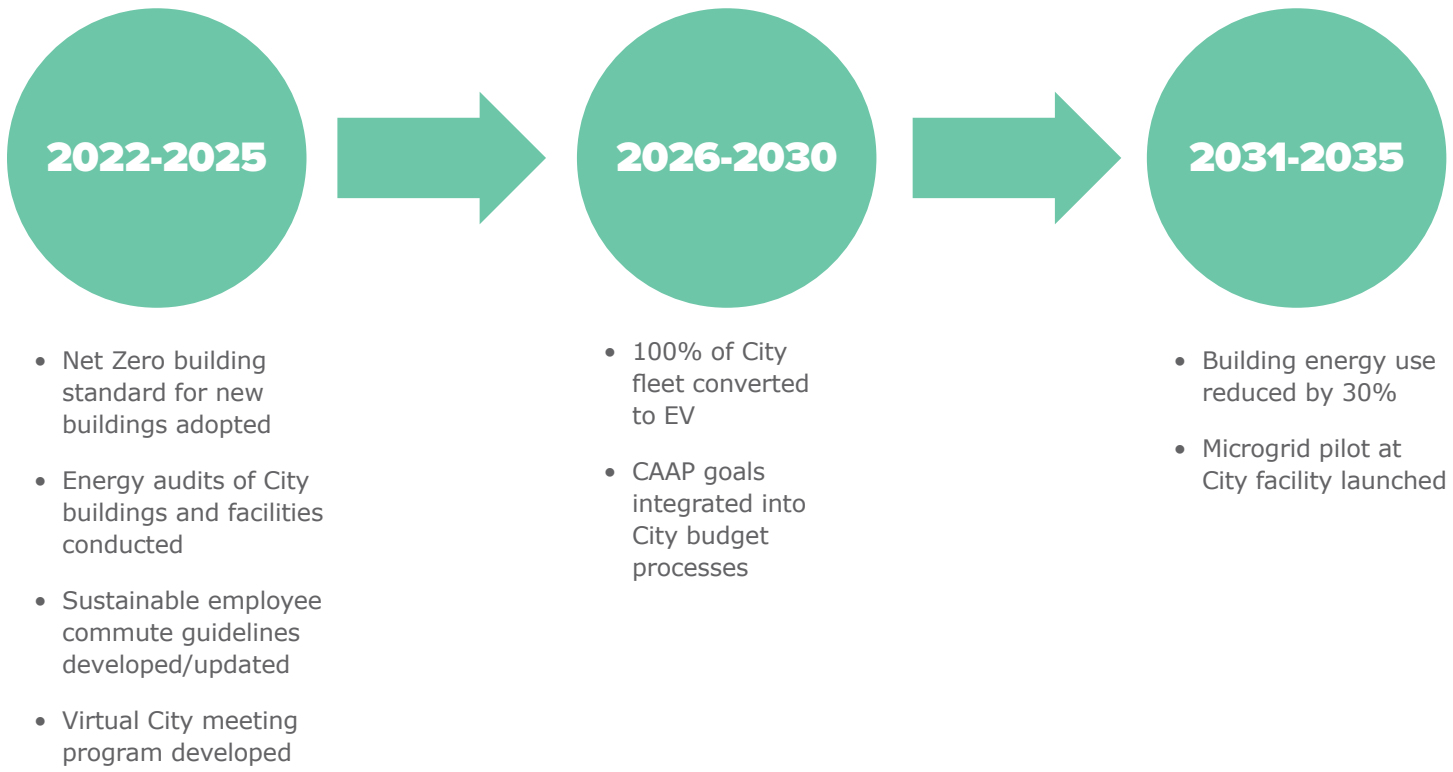 2022-2025
• Net Zero building
standard for new
buildings adopted
• Energy audits of City
buildings and facilities
conducted
• Sustainable employee
commute guidelines
developed/updated
• Virtual City meeting
program developed
2026-2030
• 100% of City
fleet converted
to EV
• CAAP goals
integrated into
City budget
processes
2031-2035
• Building energy use
reduced by 30%
• Microgrid pilot at
City facility launched